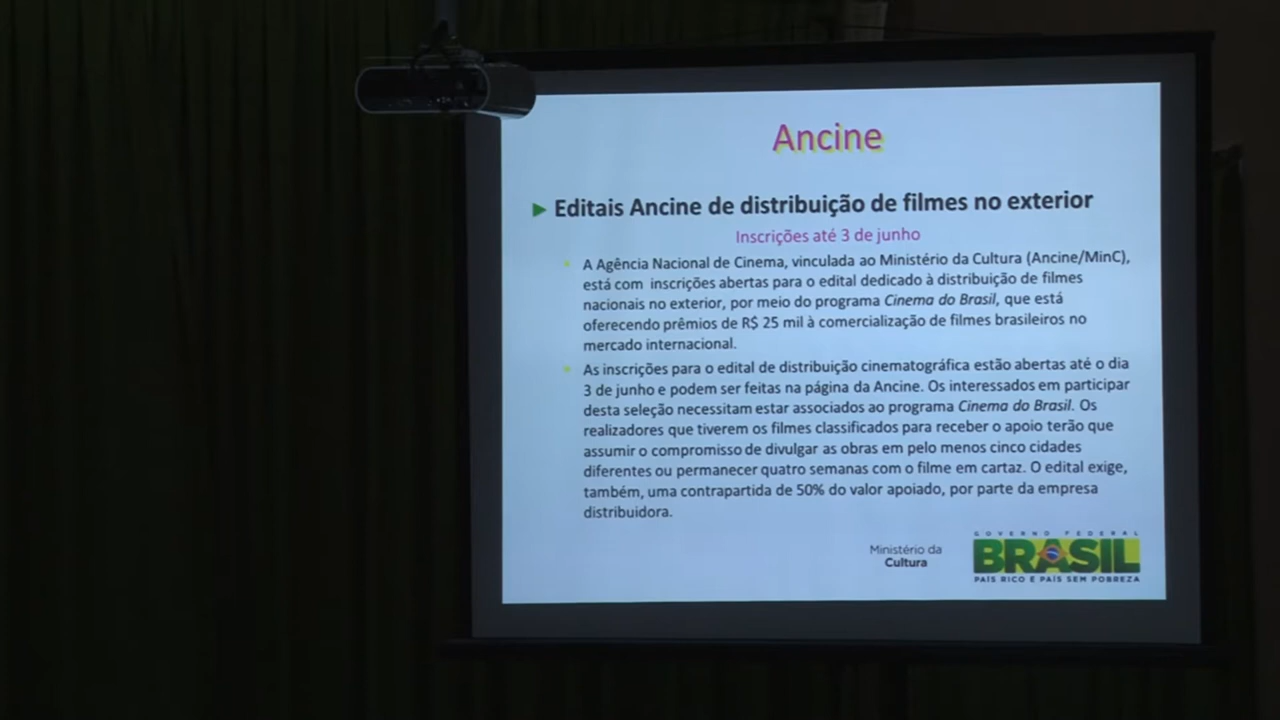 Ancine
Editais Ancine de distribuição de filmes no exterior
Inscrições até 3 de junho
A Agência Nacional de Cinema, vinculada ao Ministério da Cultura (Ancine/MinC),
está com inscrições abertas para o edital dedicado à distribuição de filmes
nacionais no exterior, por meio do programa Cinema do Brasil, que está
oferecendo prêmios de R$ 25 mil à comercialização de filmes brasileiros no
mercado internacional.
As inscrições para o edital de distribuição cinematográfica estão abertas até o dia
3 de junho e podem ser feitas na página da Ancine. Os interessados em participar
desta seleção necessitam estar associados ao programa Cinema do Brasil. Os
realizadores que tiverem os filmes classificados para receber o apoio terão que
assumir o compromisso de divulgar as obras em pelo menos cinco cidades
diferentes ou permanecer quatro semanas com o filme em cartaz. O edital exige,
também, uma contrapartida de 50% do valor apoiado, por parte da empresa
distribuidora.
Ministério da
Cultura
GOVERNO FEDERAL
BRASIL
PAÍS RICO É PAÍS SEM POBREZA